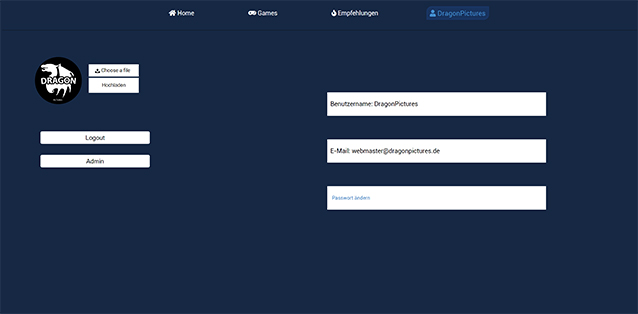 Home Games Empfehlungen DragonPictures
DRAGON
Choose a file
Hochladen
Logout
Admin
Benutzername: DragonPictures
E-Mail: webmaster@dragonpictures.de
Passwort ändern